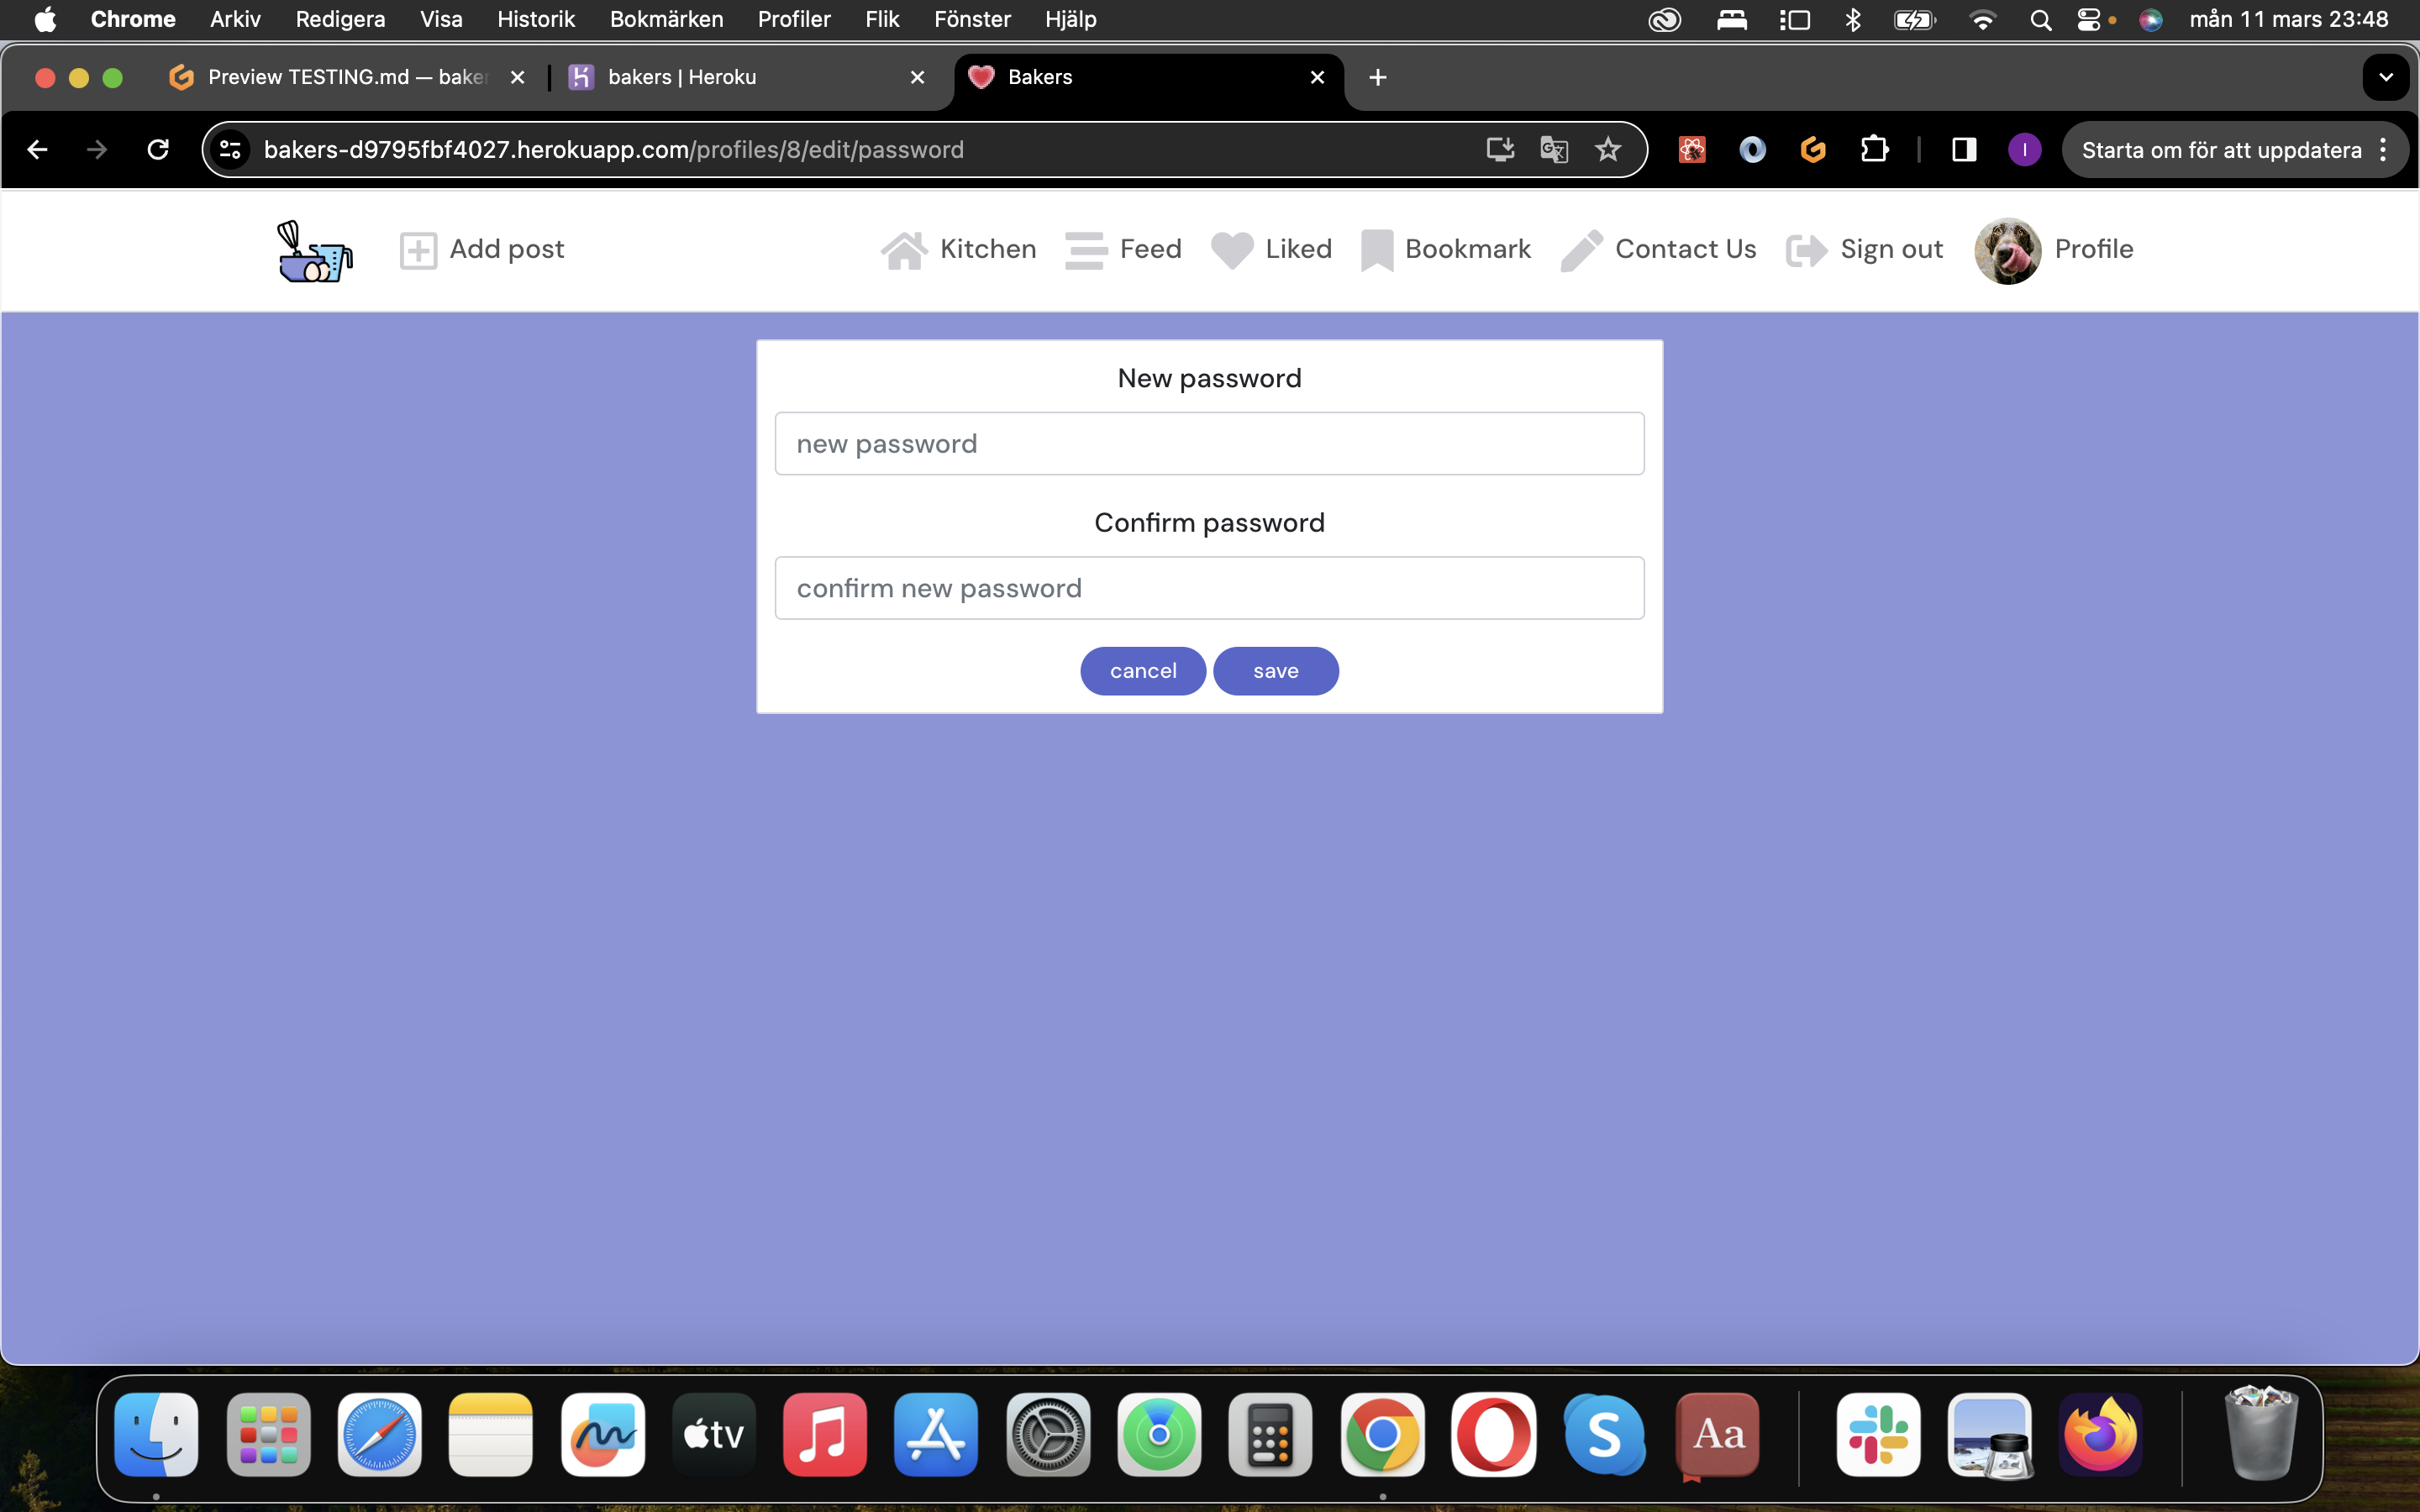 Chrome Arkiv Redigera Visa Historik Bokmärken Profiler Flik Fönster Hjälp mån 11 mars 23:48
Preview TESTING.md — baker bakers | Heroku Bakers
bakers-d9795fbf4027.herokuapp.com/profiles/8/edit/password I Starta om för att uppdatera
Add post Kitchen Feed Liked Bookmark Contact Us Sign out Profile
New password
new password
Confirm password
confirm new password
cancel save
tv S Aa